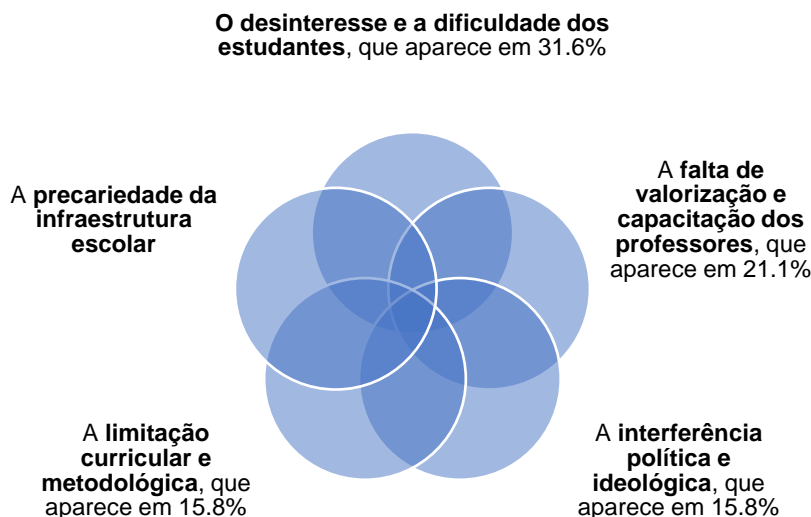 O desinteresse e a dificuldade dos
estudantes, que aparece em 31.6%
A falta de
valorização e
capacitação dos
professores, que
aparece em 21.1%
A interferência
política e
ideológica, que
aparece em 15.8%
A limitação
curricular e
metodológica, que
aparece em 15.8%
A precariedade da
infraestrutura
escolar